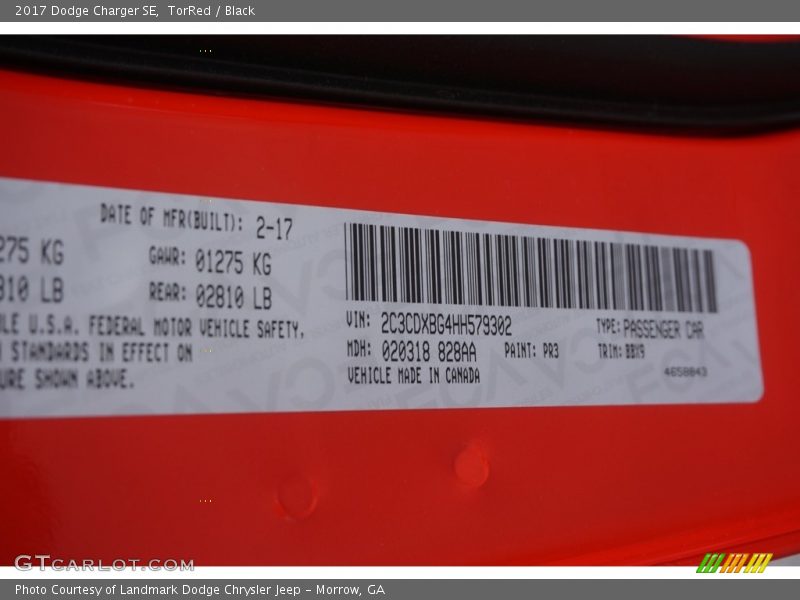 2017 Dodge Charger SE, TorRed / Black
DATE OF MFR(BUILT): 2-17
275 KG GAWR: 01275 KG
810 LB REAR: 02810 LB
U.S.A. FEDERAL MOTOR VEHICLE SAFETY,
STANDARDS IN EFFECT ON
SHOWN ABOVE.
VIN: 2C3CDXBG4HH579302 TYPE: PASSENGER CAR
MDH: 020318 828AA PAINT: PR3 TRIM: BBX9
VEHICLE MADE IN CANADA 4658843
GTCARLOT.COM
Photo Courtesy of Landmark Dodge Chrysler Jeep – Morrow, GA